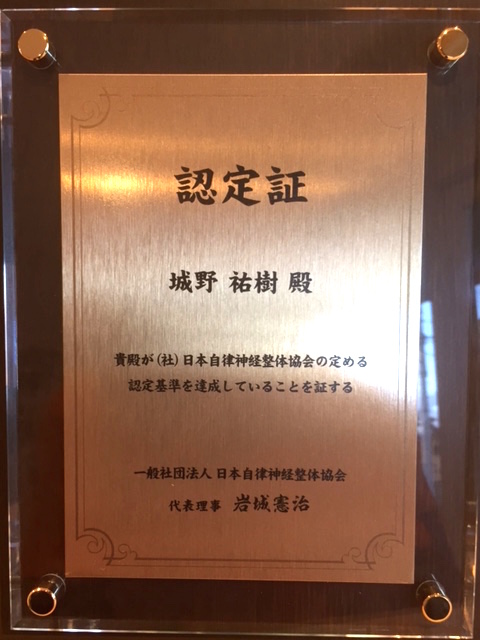 認定証
城野 祐樹 殿
貴殿が(社)日本自律神経整体協会の定める
認定基準を達成していることを証する
一般社団法人 日本自律神経整体協会
代表理事 岩城憲治